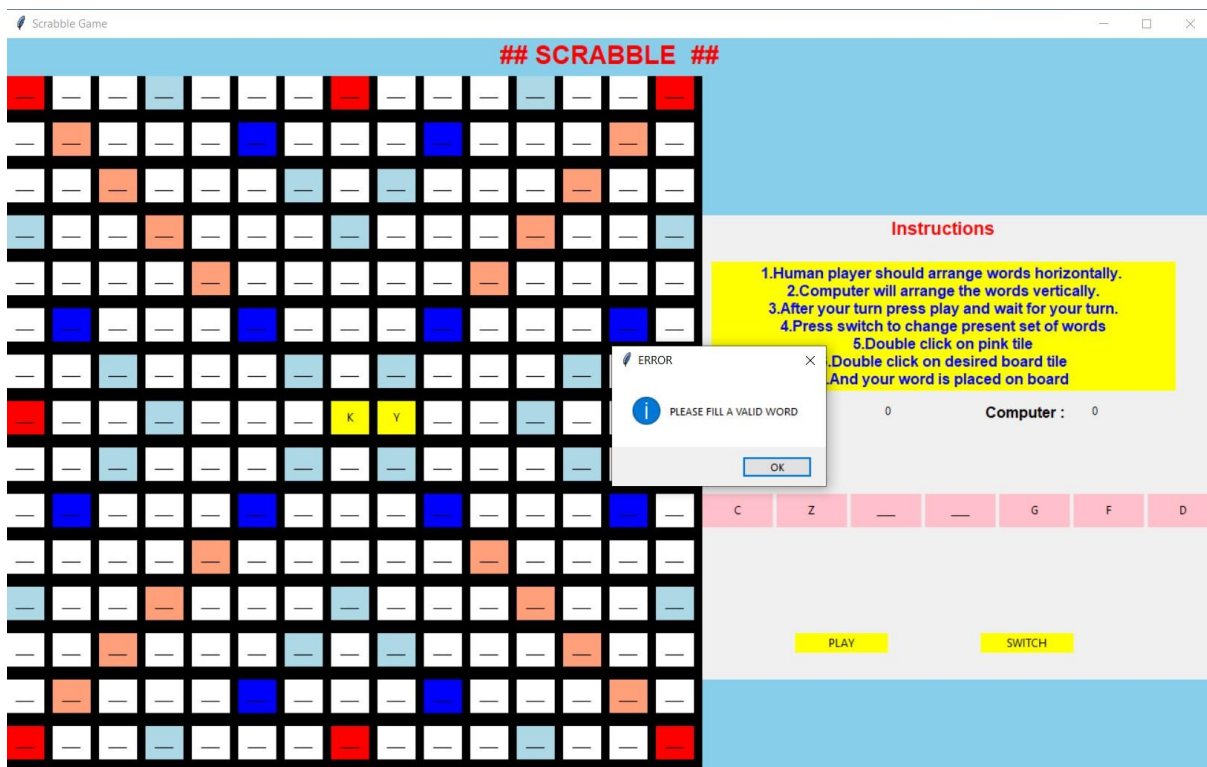 Scrabble Game
## SCRABBLE ##
Instructions
1.Human player should arrange words horizontally.
2.Computer will arrange the words vertically.
3.After your turn press play and wait for your turn.
4.Press switch to change present set of words
5.Double click on pink tile
.Double click on desired board tile
.And your word is placed on board
ERROR
PLEASE FILL A VALID WORD
OK
0 Computer : 0
K Y
C Z ___ ___ G F D
PLAY SWITCH